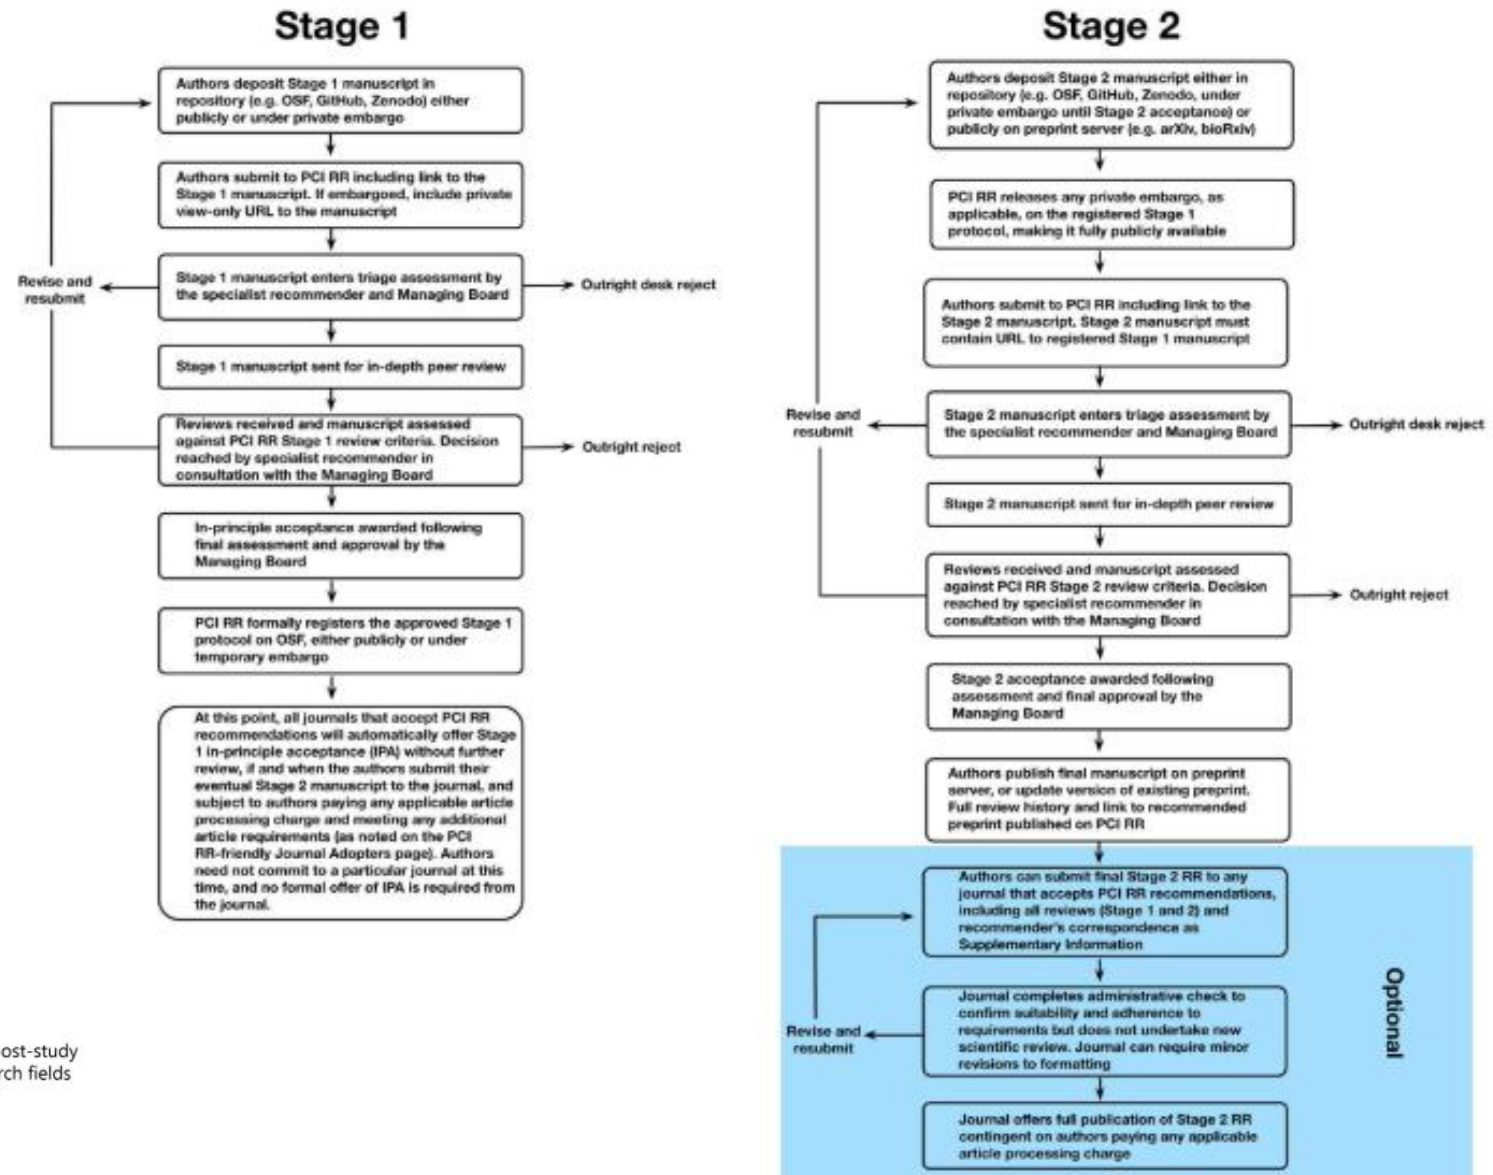 Stage 1
Authors deposit Stage 1 manuscript in
repository (e.g. OSF, GitHub, Zenodo) either
publicly or under private embargo
Authors submit to PCI RR including link to the
Stage 1 manuscript. If embargoed, include private
view-only URL to the manuscript
Revise and
resubmit
Stage 1 manuscript enters triage assessment by
the specialist recommender and Managing Board
Outright desk reject
Stage 1 manuscript sent for in-depth peer review
Reviews received and manuscript assessed
against PCI RR Stage 1 review criteria. Decision
reached by specialist recommender in
consultation with the Managing Board
Outright reject
In-principle acceptance awarded following
final assessment and approval by the
Managing Board
PCI RR formally registers the approved Stage 1
protocol on OSF, either publicly or under
temporary embargo
At this point, all journals that accept PCI RR
recommendations will automatically offer Stage
1 in-principle acceptance (IPA) without further
review, if and when the authors submit their
eventual Stage 2 manuscript to the journal, and
subject to authors paying any applicable article
processing charge and meeting any additional
article requirements (as noted on the PCI
RR-friendly Journal Adopters page). Authors
need not commit to a particular journal at this
time, and no formal offer of IPA is required from
the journal.
ost-study
rch fields
Stage 2
Authors deposit Stage 2 manuscript either in
repository (e.g. OSF, GitHub, Zenodo, under
private embargo until Stage 2 acceptance) or
publicly on preprint server (e.g. arXiv, bioRxiv)
PCI RR releases any private embargo, as
applicable, on the registered Stage 1
protocol, making it fully publicly available
Authors submit to PCI RR including link to the
Stage 2 manuscript. Stage 2 manuscript must
contain URL to registered Stage 1 manuscript
Revise and
resubmit
Stage 2 manuscript enters triage assessment by
the specialist recommender and Managing Board
Outright desk reject
Stage 2 manuscript sent for in-depth peer review
Reviews received and manuscript assessed
against PCI RR Stage 2 review criteria. Decision
reached by specialist recommender in
consultation with the Managing Board
Outright reject
Stage 2 acceptance awarded following
assessment and final approval by the
Managing Board
Authors publish final manuscript on preprint
server, or update version of existing preprint.
Full review history and link to recommended
preprint published on PCI RR
Authors can submit final Stage 2 RR to any
journal that accepts PCI RR recommendations,
including all reviews (Stage 1 and 2) and
recommender's correspondence as
Supplementary Information
Optional
Revise and
resubmit
Journal completes administrative check to
confirm suitability and adherence to
requirements but does not undertake new
scientific review. Journal can require minor
revisions to formatting
Journal offers full publication of Stage 2 RR
contingent on authors paying any applicable
article processing charge